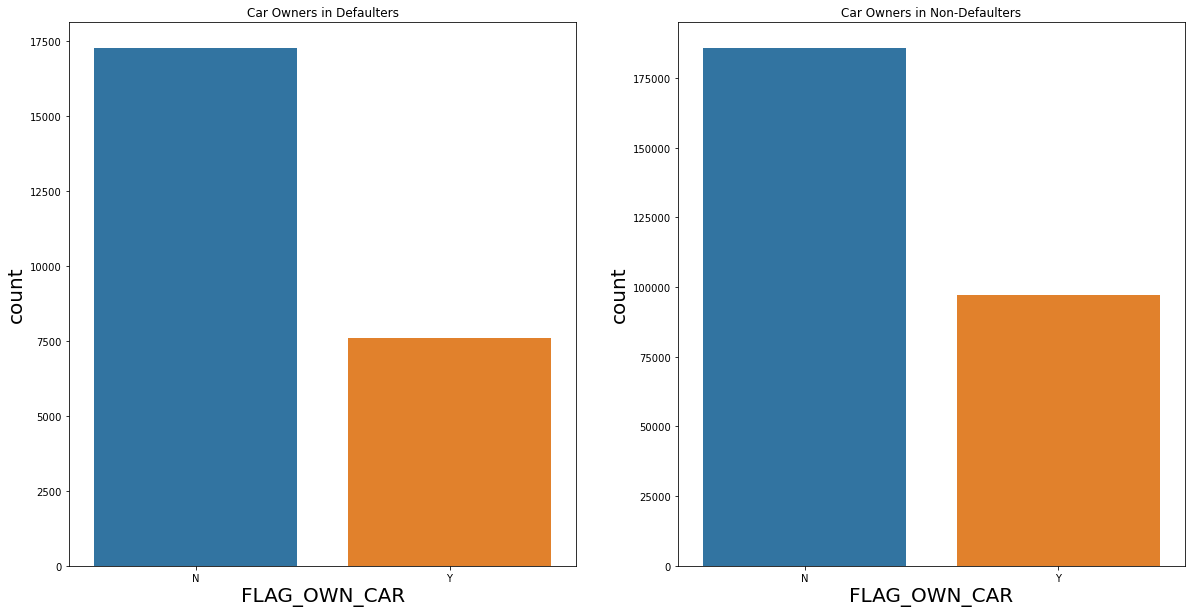 Car Owners in Defaulters
17500
15000
12500
10000
7500
5000
2500
0
count
N Y
FLAG_OWN_CAR
Car Owners in Non-Defaulters
175000
150000
125000
100000
75000
50000
25000
0
count
N Y
FLAG_OWN_CAR